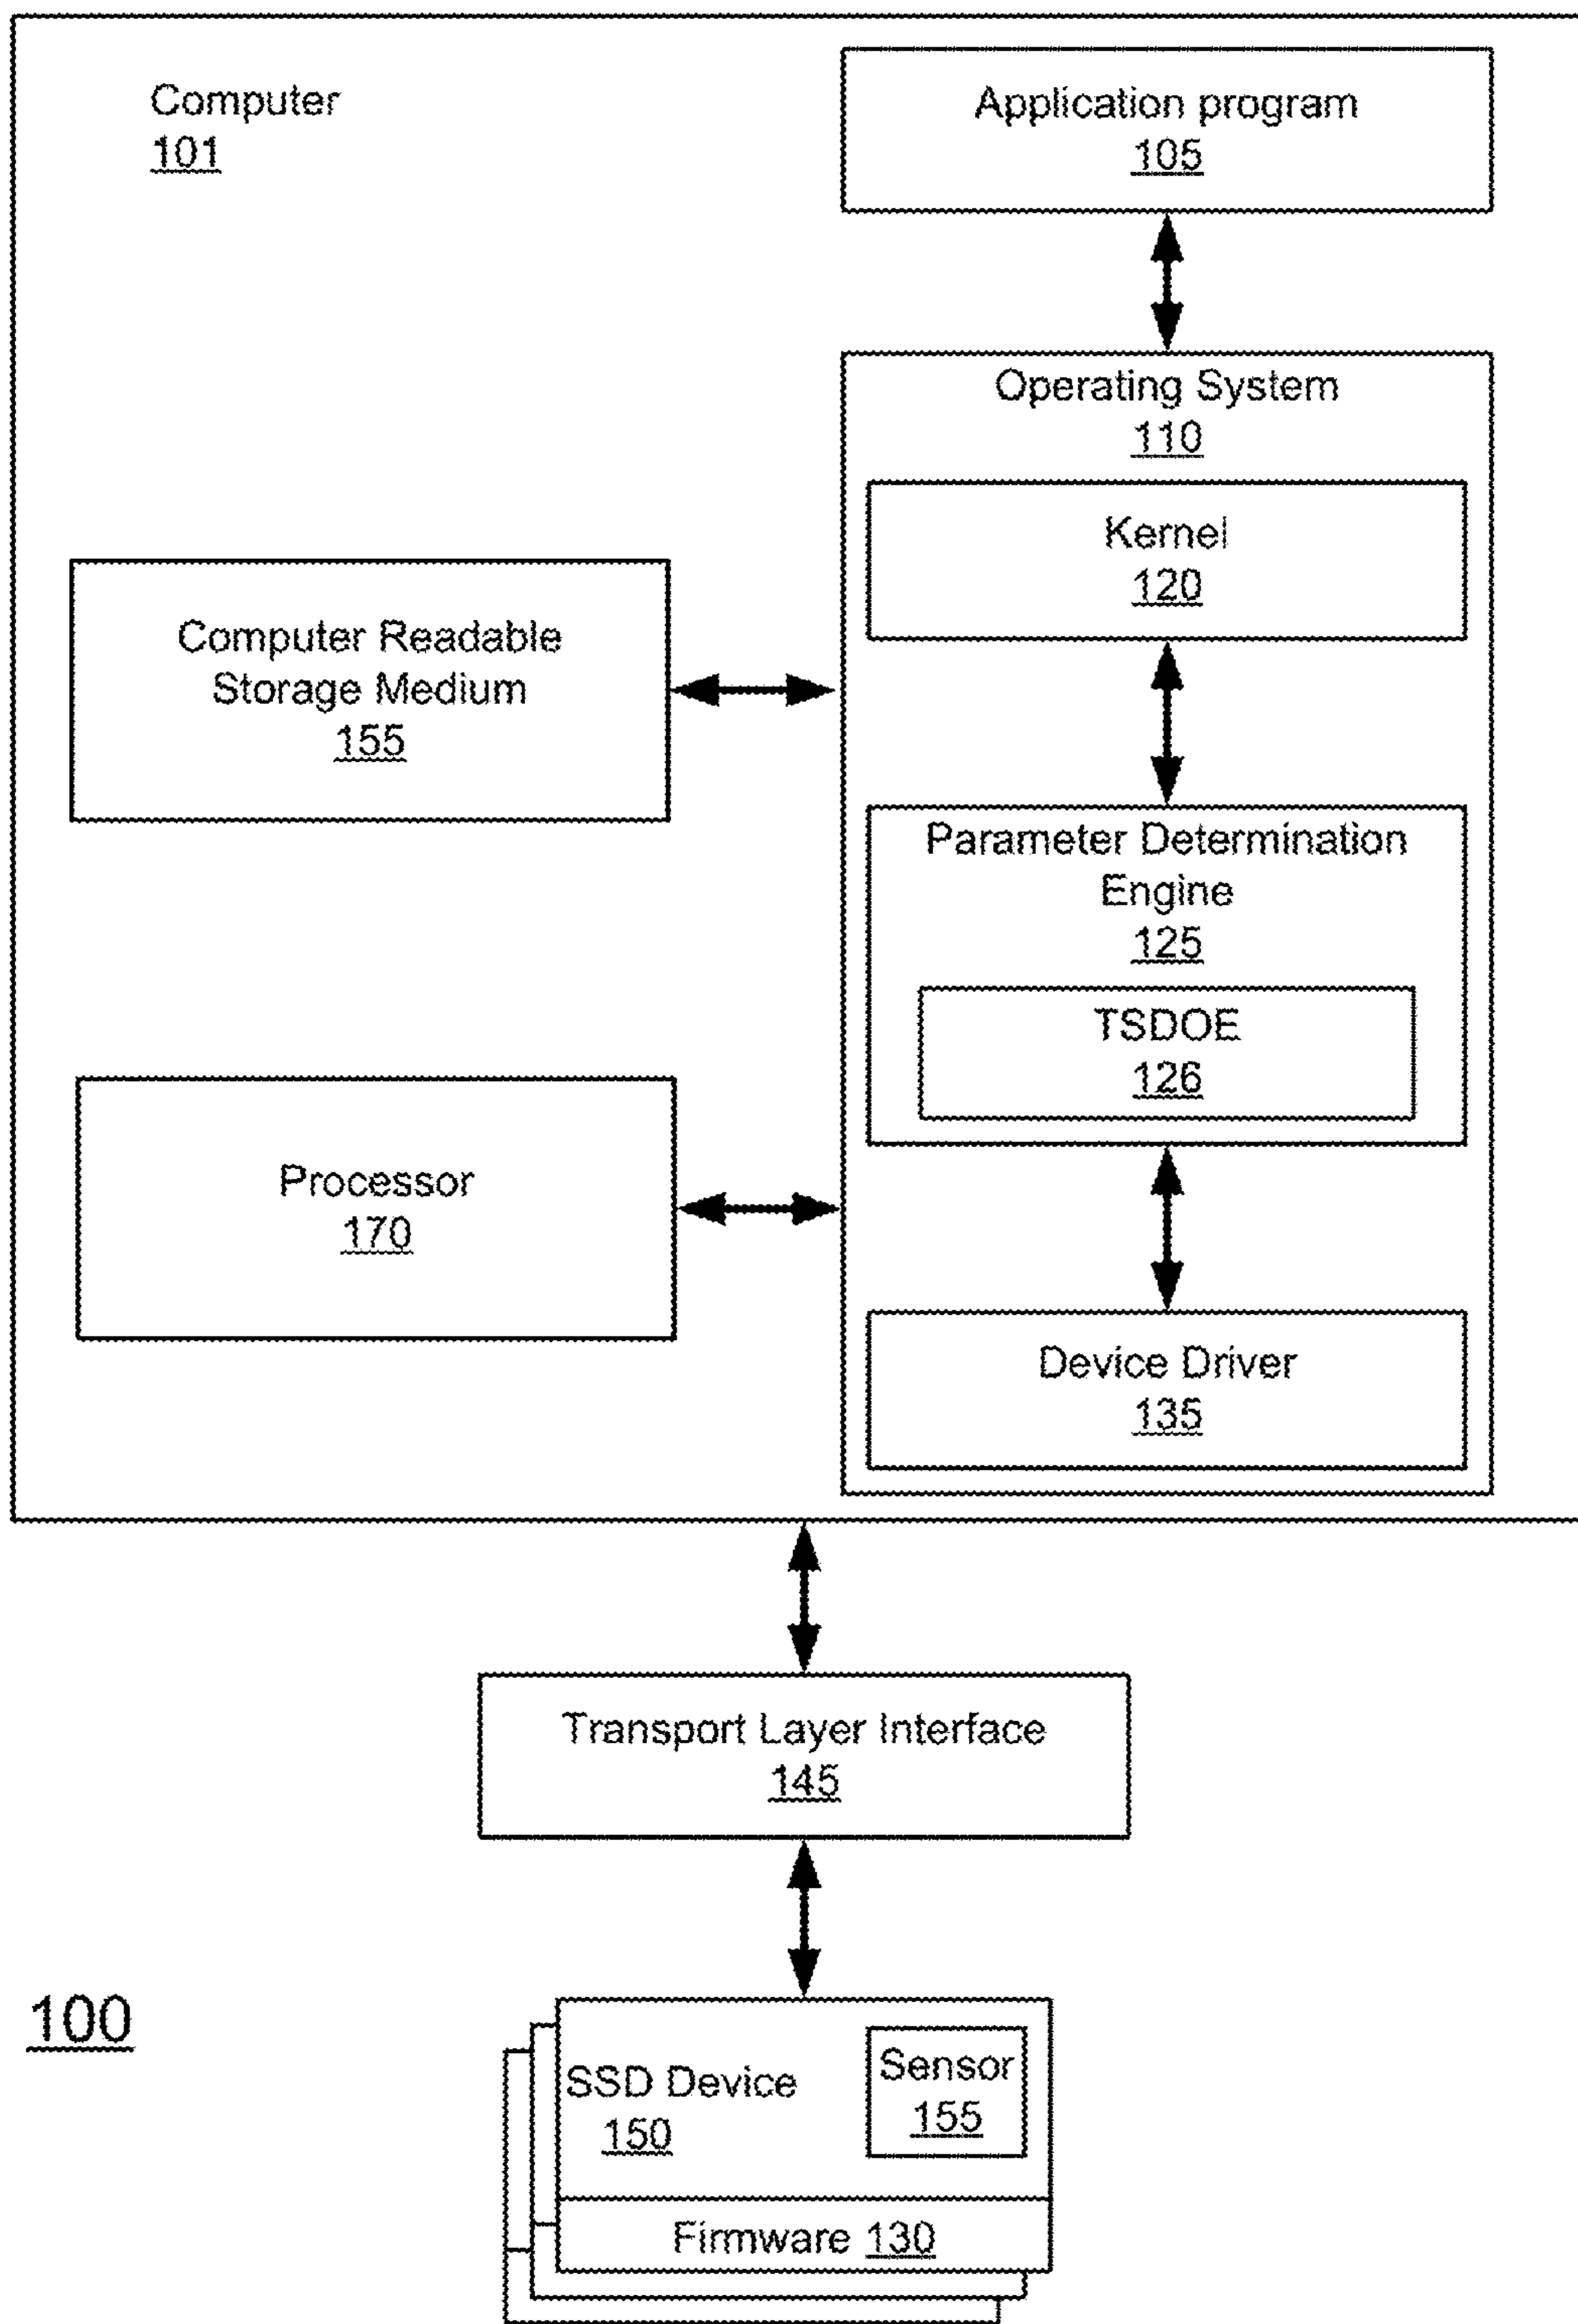 Computer
101
Application program
105
Operating System
110
Kernel
120
Computer Readable
Storage Medium
155
Parameter Determination
Engine
125
TSDOE
126
Processor
170
Device Driver
135
Transport Layer Interface
145
100
SSD Device
150
Sensor
155
Firmware 130